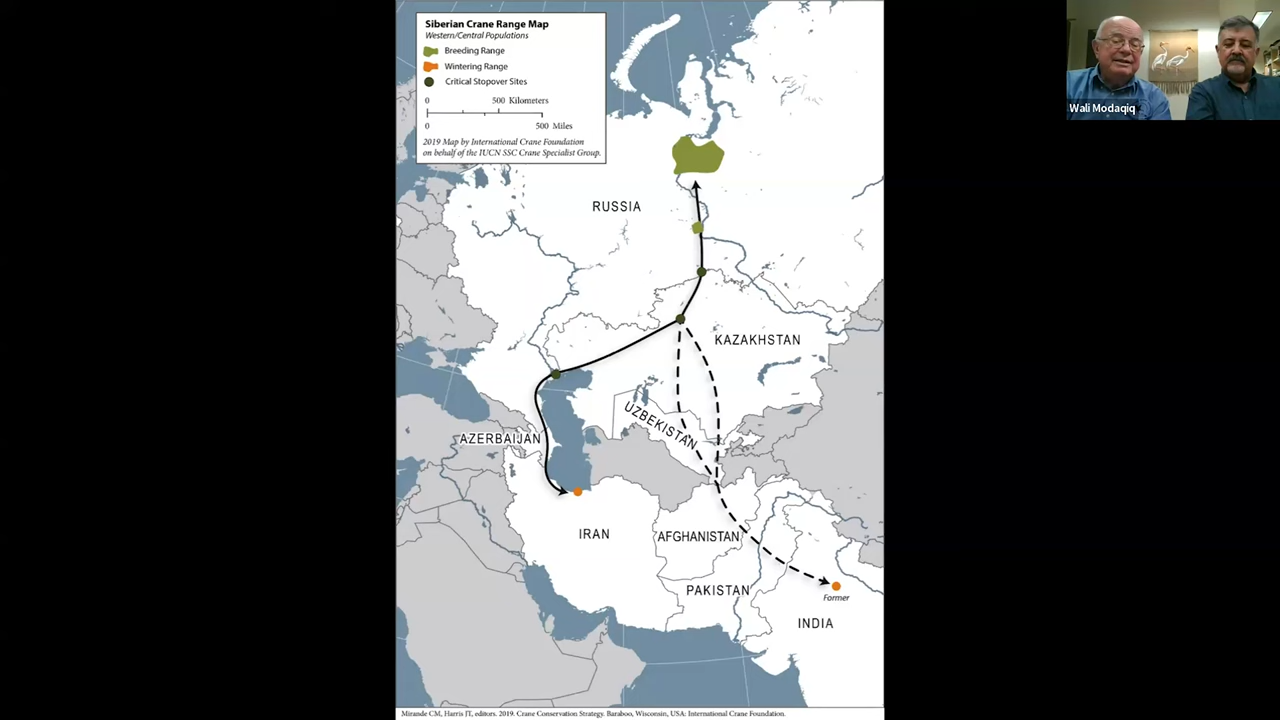 Siberian Crane Range Map
Western/Central Populations
Breeding Range
Wintering Range
Critical Stopover Sites
0 500 Kilometers
0 500 Miles
2019 Map by International Crane Foundation
on behalf of the IUCN SSC Crane Specialist Group.
Wali Modaqiq
RUSSIA
KAZAKHSTAN
UZBEKISTAN
AZERBAIJAN
IRAN
AFGHANISTAN
PAKISTAN
Former
INDIA
Mirande CM, Harris JT, editors. 2019. Crane Conservation Strategy. Baraboo, Wisconsin, USA: International Crane Foundation.